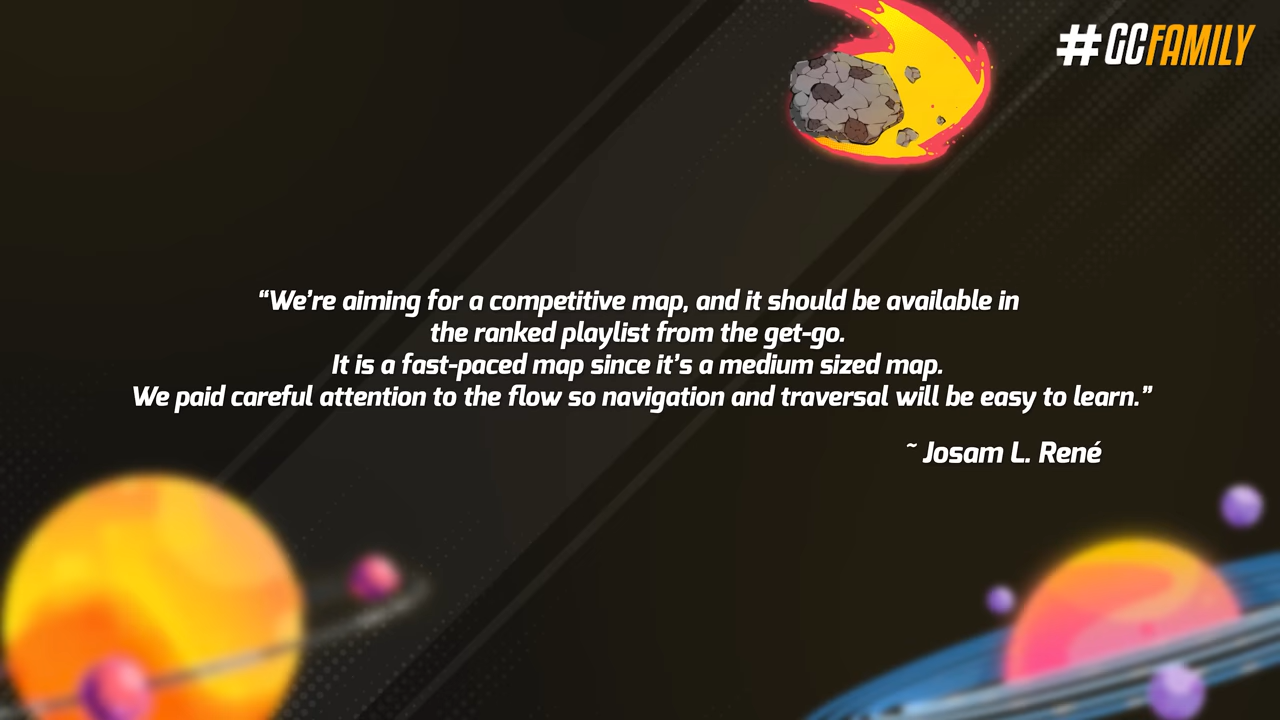 #GCFAMILY
“We’re aiming for a competitive map, and it should be available in
the ranked playlist from the get-go.
It is a fast-paced map since it’s a medium sized map.
We paid careful attention to the flow so navigation and traversal will be easy to learn.”
~ Josam L. René